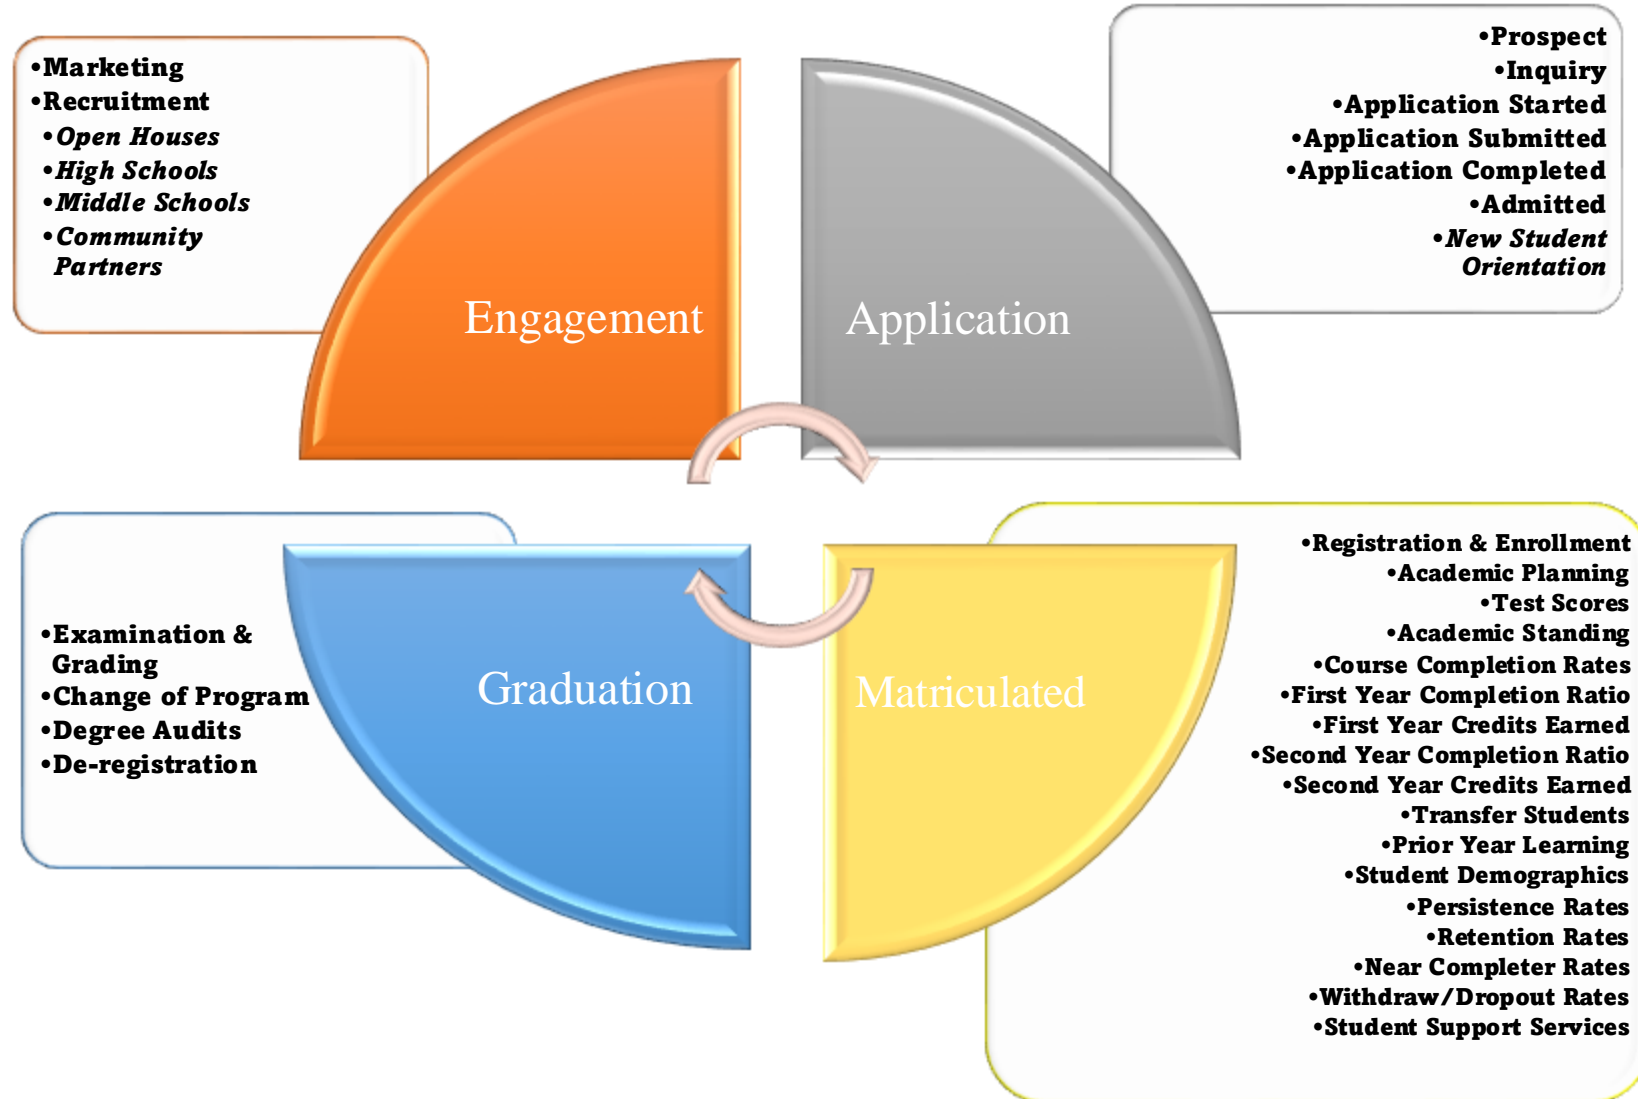 •Marketing
•Recruitment
•Open Houses
•High Schools
•Middle Schools
•Community
Partners
Engagement
•Prospect
•Inquiry
•Application Started
•Application Submitted
•Application Completed
•Admitted
•New Student
Orientation
Application
•Examination &
Grading
•Change of Program
•Degree Audits
•De-registration
Graduation
Matriculated
•Registration & Enrollment
•Academic Planning
•Test Scores
•Academic Standing
•Course Completion Rates
•First Year Completion Ratio
•First Year Credits Earned
•Second Year Completion Ratio
•Second Year Credits Earned
•Transfer Students
•Prior Year Learning
•Student Demographics
•Persistence Rates
•Retention Rates
•Near Completer Rates
•Withdraw/Dropout Rates
•Student Support Services